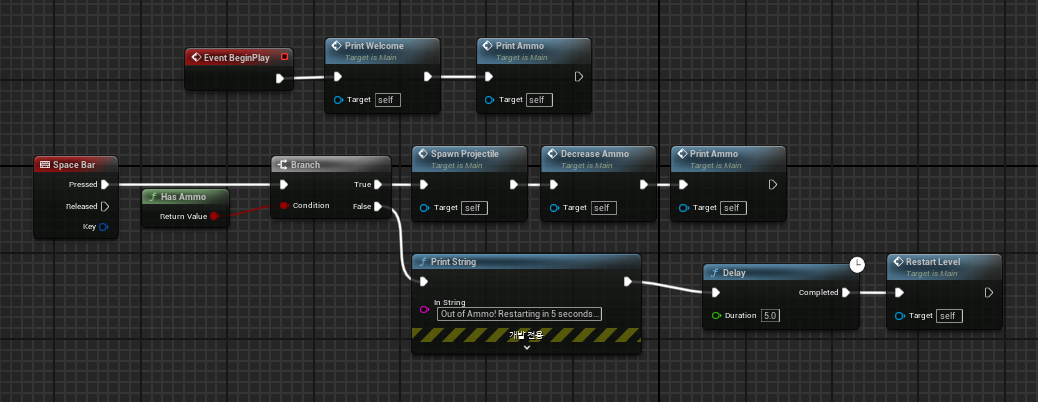 Event BeginPlay
Print Welcome
Target is Main
Target self
Print Ammo
Target is Main
Target self
Space Bar
Pressed
Released
Key
Has Ammo
Return Value
Branch
True
Condition
False
Spawn Projectile
Target is Main
Target self
Decrease Ammo
Target is Main
Target self
Print Ammo
Target is Main
Target self
Print String
In String
Out of Ammo! Restarting in 5 seconds...
개발 전용
Delay
Completed
Duration 5.0
Restart Level
Target is Main
Target self